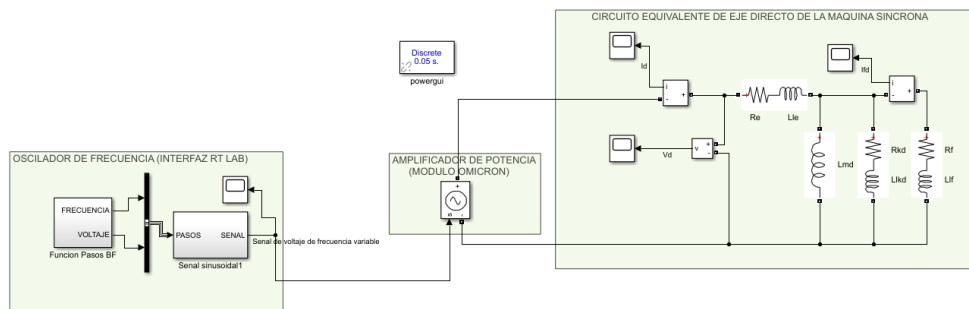 CIRCUITO EQUIVALENTE DE EJE DIRECTO DE LA MAQUINA SINCRONA
Discrete
0.05 s.
powergui
Id
i
+
-
Ifd
i
+
-
Re
Lle
Vd
v
+
-
Lmd
Rkd
Llkd
Rf
Llf
OSCILADOR DE FRECUENCIA (INTERFAZ RT LAB)
FRECUENCIA
VOLTAJE
Funcion Pasos BF
PASOS
SENAL
Senal sinusoidal1
Senal de voltaje de frecuencia variable
AMPLIFICADOR DE POTENCIA
(MODULO OMICRON)
+
S
-